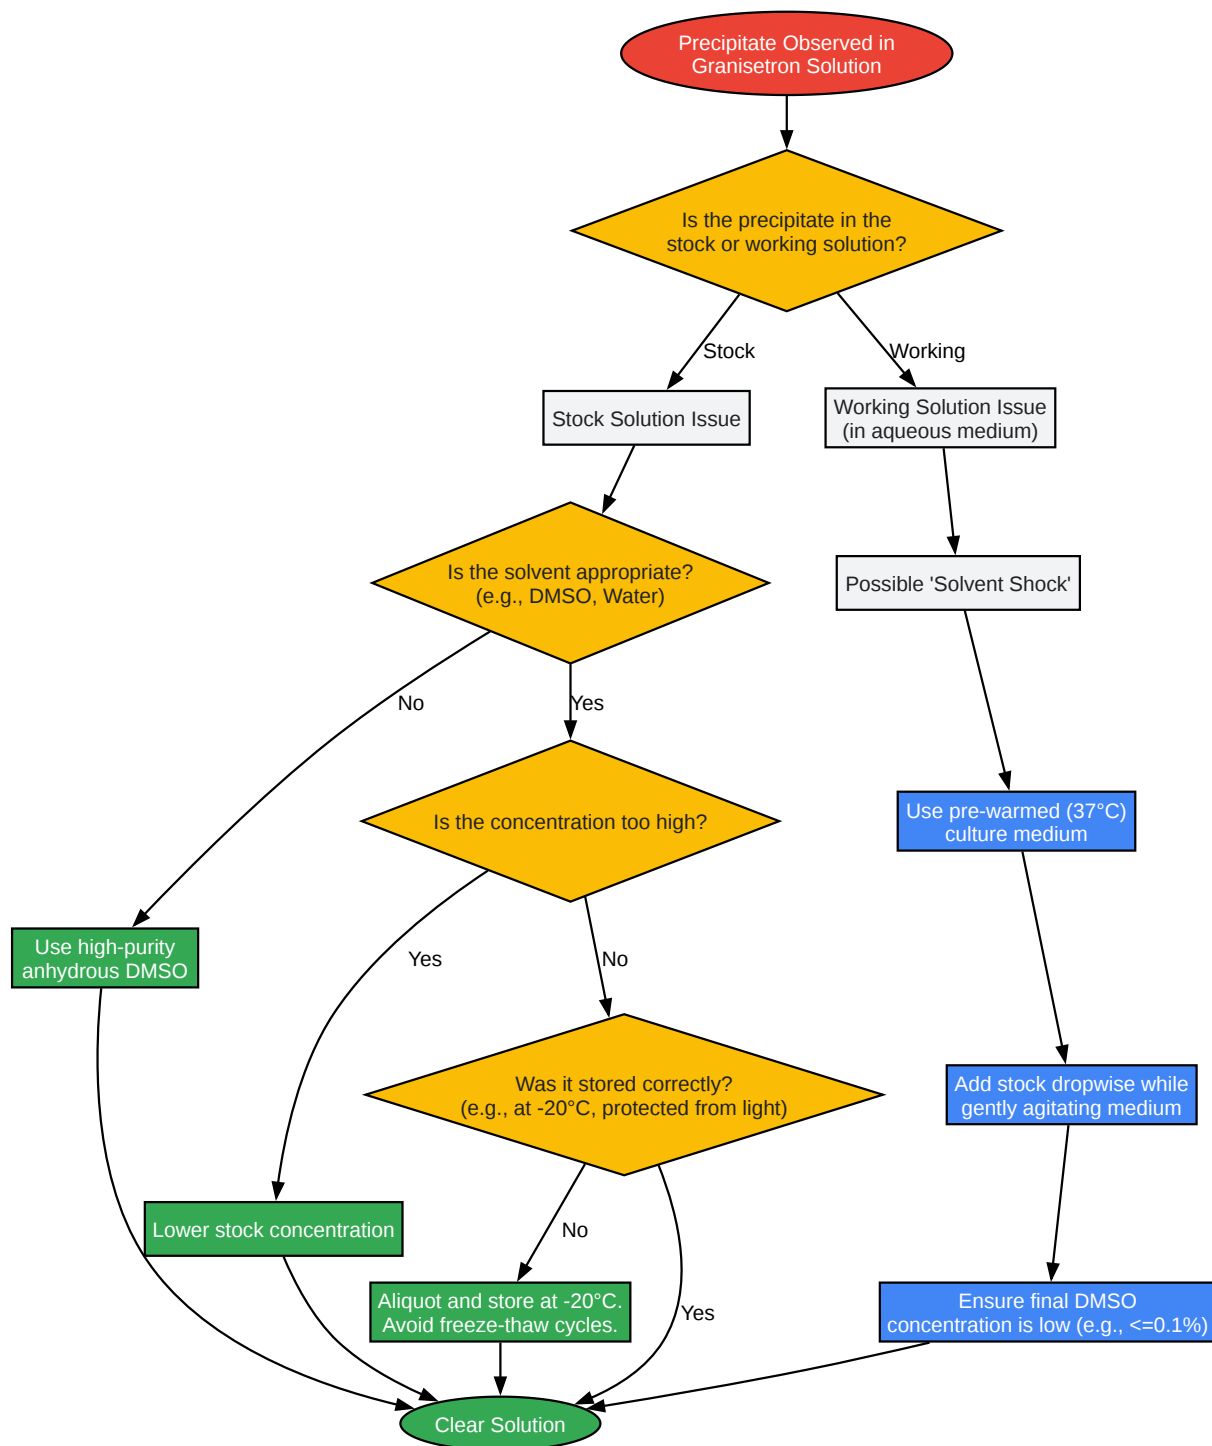 Precipitate Observed in
Granisetron Solution
Is the precipitate in the
stock or working solution?
Stock
Working
Stock Solution Issue
Working Solution Issue
(in aqueous medium)
Is the solvent appropriate?
(e.g., DMSO, Water)
Possible 'Solvent Shock'
No
Yes
Is the concentration too high?
Use pre-warmed (37°C)
culture medium
Use high-purity
anhydrous DMSO
Yes
No
Was it stored correctly?
(e.g., at -20°C, protected from light)
Add stock dropwise while
gently agitating medium
Lower stock concentration
No
Yes
Aliquot and store at -20°C.
Avoid freeze-thaw cycles.
Ensure final DMSO
concentration is low (e.g., <=0.1%)
Clear Solution